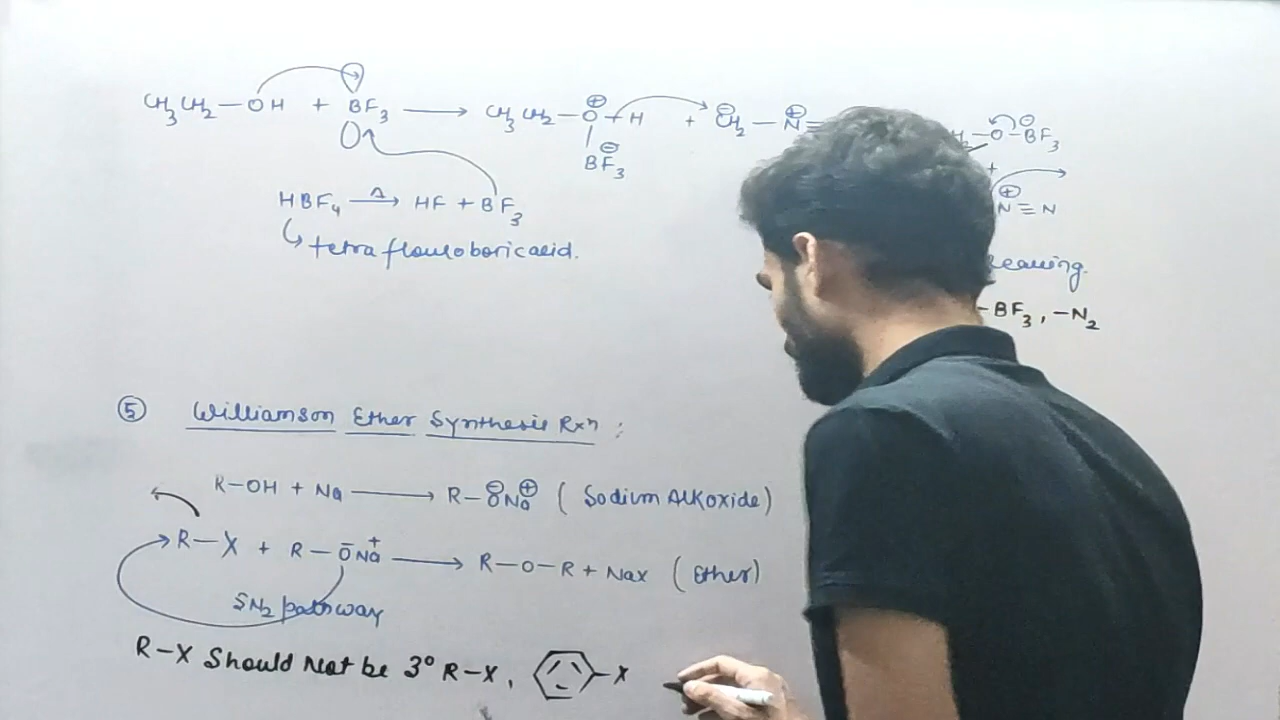 CH₃CH₂—OH + BF₃ ⟶ CH₃CH₂—O⊕—H + ⊖CH₂—N⊕≡
BF₃⊖
—O—⊖BF₃
+
⊕N≡N
HBF₄ —Δ→ HF + BF₃
↳ tetra flouroboric acid.
leaving.
-BF₃, -N₂
⑤ Williamson Ether Synthesis Rxⁿ :
R-OH + Na ⟶ R-O⊖Na⊕ ( Sodium Alkoxide)
R-X + R-ŌNa⁺ ⟶ R-O-R + Nax (Ether)
SN₂ pathway
R-X Should Not be 3° R-X, -X